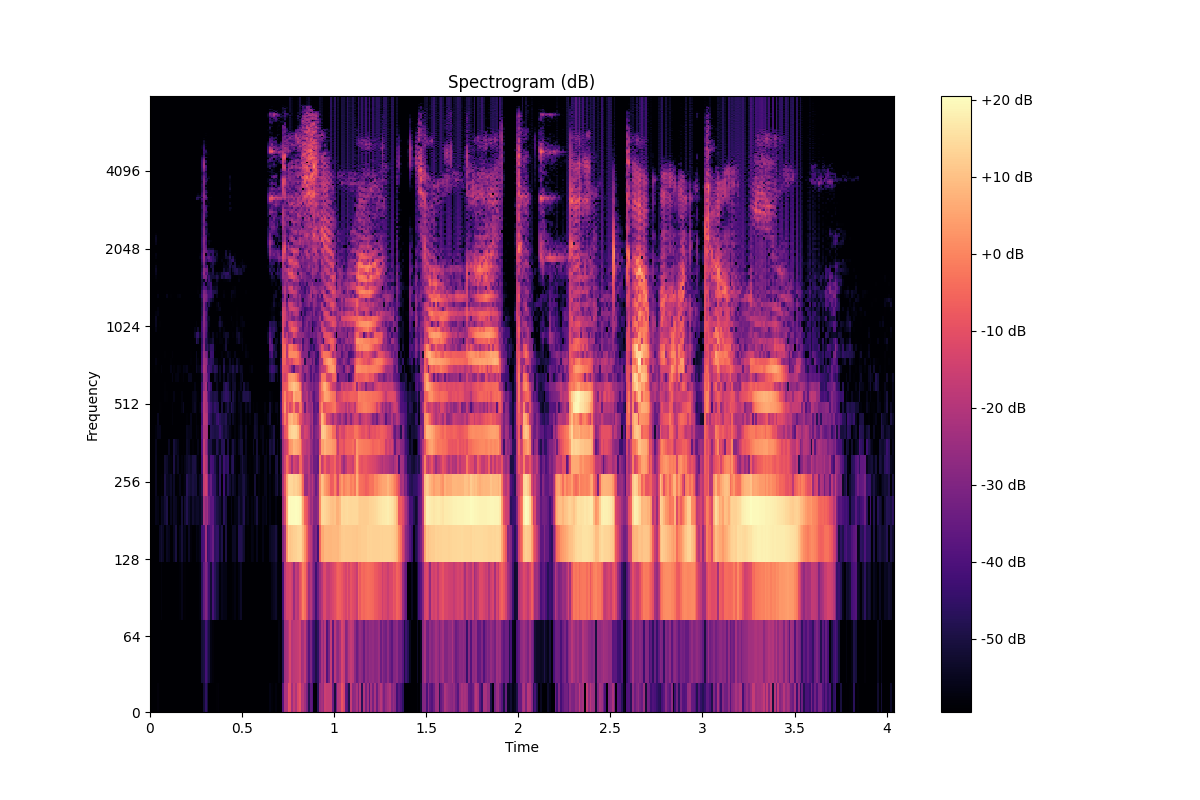 Spectrogram (dB)
+20 dB
+10 dB
+0 dB
-10 dB
-20 dB
-30 dB
-40 dB
-50 dB
4096
2048
1024
512
256
128
64
0
Frequency
0 0.5 1 1.5 2 2.5 3 3.5 4
Time